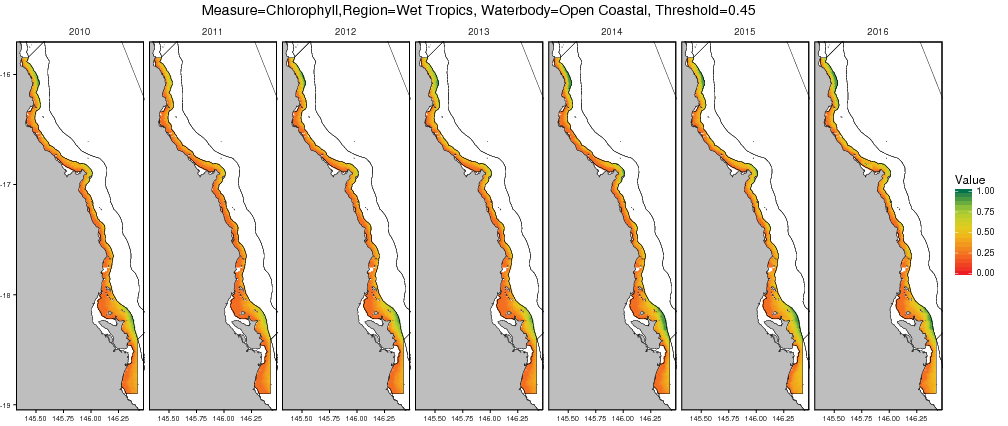 Measure=Chlorophyll,Region=Wet Tropics, Waterbody=Open Coastal, Threshold=0.45
2010 2011 2012 2013 2014 2015 2016
-16
-17
-18
-19
Value
1.00
0.75
0.50
0.25
0.00
145.50 145.75 146.00 146.25 145.50 145.75 146.00 146.25 145.50 145.75 146.00 146.25 145.50 145.75 146.00 146.25 145.50 145.75 146.00 146.25 145.50 145.75 146.00 146.25 145.50 145.75 146.00 146.25